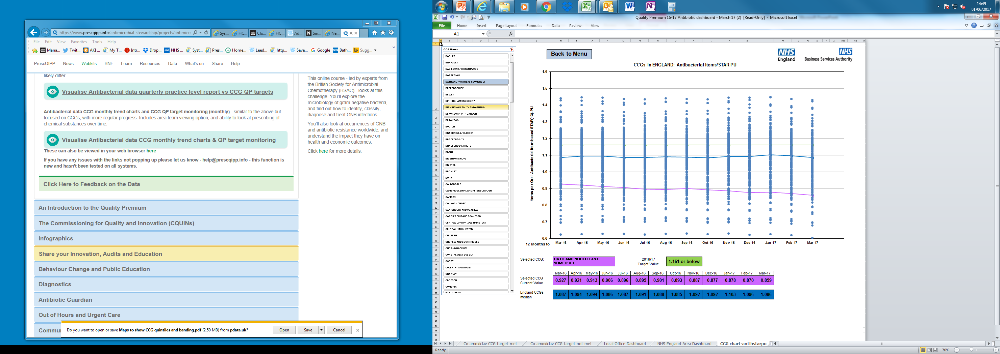 https://www.prescqipp.info/antimicrobial-stewardship/projects/antimicrc
Sys...
HC...
Clo...
HC...
Ad...
Sin...
Ne...
A.
File Edit View Favorites Tools Help
Mana... Twit... AKI ... My T... Intr... Drop... NHS ... Syst... Pres... Home... Leed... http... Seve... Google Bath... Sugg...
PrescQIPP News Webkits BNF Learn Resources Data What's on Share Help
likely differ.
Visualise Antibacterial data quarterly practice level report vs CCG QP targets
Antibacterial data CCG monthly trend charts and CCG QP target monitoring (monthly) - similar to the above but
focused on CCGs, with more regular progress. Includes area team viewing option, and ability to look at prescribing of
chemical substances over time.
Visualise Antibacterial data CCG monthly trend charts & QP target monitoring
These can also be viewed in your web browser here
If you have any issues with the links not popping up please let us know - help@prescqipp.info - this function is
new and hasn't been tested on all systems.
Click Here to Feedback on the Data
An Introduction to the Quality Premium
The Commissioning for Quality and Innovation (CQUINs)
Infographics
Share your Innovation, Audits and Education
Behaviour Change and Public Education
Diagnostics
Antibiotic Guardian
Out of Hours and Urgent Care
Commu
This online course - led by experts from
the British Society for Antimicrobial
Chemotherapy (BSAC) - looks at this
challenge. You'll explore the
microbiology of gram-negative bacteria,
and find out how to identify, classify,
diagnose and treat GNB infections.
You'll also look at occurrences of GNB
and antibiotic resistance worldwide, and
understand the impact they have on
health and economic outcomes.
Click here for more details.
Do you want to open or save Maps to show CCG quintiles and banding.pdf (2.50 MB) from pdata.uk?
Open Save Cancel
14:49
01/06/2017
Quality Premium 16-17 Antibiotic dashboard - March 17 (2) [Read-Only] - Microsoft Excel
File Home Insert Page Layout Formulas Data Review View
A1
fx
CCG Name
BARNET
BARNSLEY
BASILDON AND BRENTWOOD
BASSETLAW
BATH AND NORTH EAST SOMERSET
BEDFORDSHIRE
BEXLEY
BIRMINGHAM CROSSCITY
BIRMINGHAM SOUTH AND CENTRAL
BLACKBURN WITH DARWEN
BLACKPOOL
BOLTON
BRACKNELL AND ASCOT
BRADFORD CITY
BRADFORD DISTRICTS
BRENT
BRIGHTON & HOVE
BRISTOL
BROMLEY
BURY
CALDERDALE
CAMBRIDGESHIRE AND PETERBOROUGH
CAMDEN
CANNOCK CHASE
CANTERBURY AND COASTAL
CASTLE POINT AND ROCHFORD
CENTRAL LONDON (WESTMINSTER)
CENTRAL MANCHESTER
CHILTERN
CHORLEY AND SOUTH RIBBLE
CITY AND HACKNEY
COASTAL WEST SUSSEX
CORBY
COVENTRY AND RUGBY
CRAWLEY
CROYDON
CUMBRIA
Back to Menu
NHS
England
NHS
Business Services Authority
CCGs in ENGLAND: Antibacterial items/STAR PU
Items per Oral Antibacterial Item based STAR(13)-PU
1.6
1.5
1.4
1.3
1.2
1.1
1.0
0.9
0.8
0.7
0.6
12 Months to
Mar-16 Apr-16 May-16 Jun-16 Jul-16 Aug-16 Sep-16 Oct-16 Nov-16 Dec-16 Jan-17 Feb-17 Mar-17
Selected CCG:
BATH AND NORTH EAST
SOMERSET
2016/17
Target Value
1.161 or below
Mar-16 Apr-16 May-16 Jun-16 Jul-16 Aug-16 Sep-16 Oct-16 Nov-16 Dec-16 Jan-17 Feb-17 Mar-17
Selected CCG
Current Value
0.927 0.921 0.913 0.906 0.896 0.895 0.901 0.893 0.887 0.877 0.878 0.870 0.859
England CCGs
median
1.087 1.094 1.094 1.086 1.087 1.091 1.088 1.085 1.092 1.092 1.103 1.096 1.086
Co-amoxiclav-CCG target met Co-amoxiclav-CCG target not met Local Office Dashboard NHS England Area Dashboard CCG chart-antibstarpu
Ready
70%